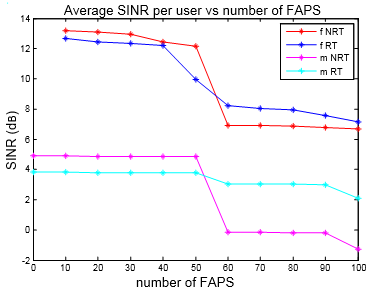 Average SINR per user vs number of FAPS
f NRT
f RT
m NRT
m RT
14
12
10
8
6
4
2
0
-2
SINR (dB)
0 10 20 30 40 50 60 70 80 90 100
number of FAPS